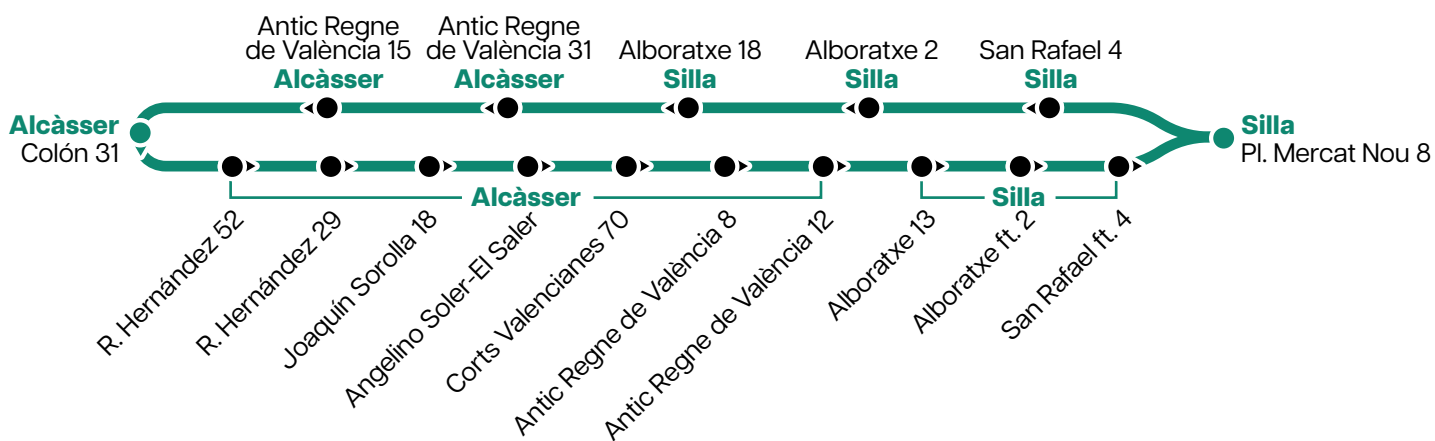 Antic Regne
de València 15
Alcàsser
Antic Regne
de València 31
Alcàsser
Alboratxe 18
Silla
Alboratxe 2
Silla
San Rafael 4
Silla
Alcàsser
Colón 31
Silla
Pl. Mercat Nou 8
Alcàsser
Silla
R. Hernández 52
R. Hernández 29
Joaquín Sorolla 18
Angelino Soler-El Saler
Corts Valencianes 70
Antic Regne de València 8
Antic Regne de València 12
Alboratxe 13
Alboratxe ft. 2
San Rafael ft. 4